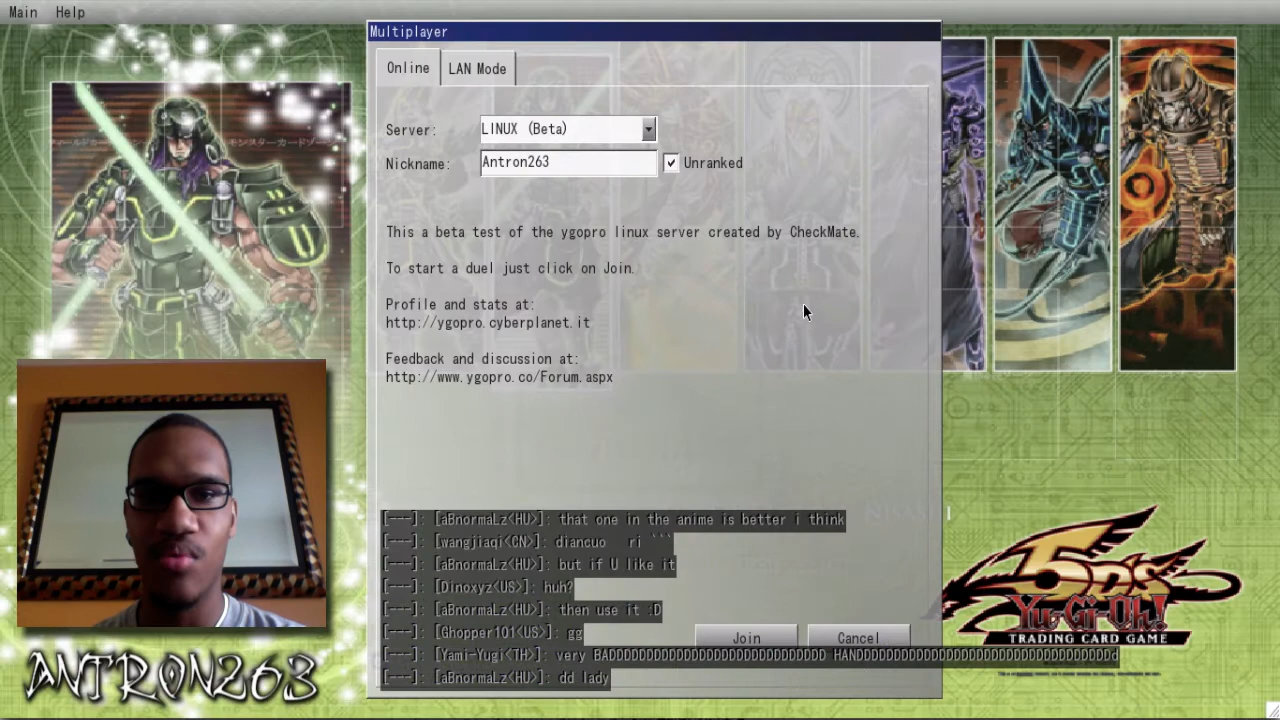 Main Help
Multiplayer
Online LAN Mode
Server: LINUX (Beta)
Nickname: Antron263 Unranked
This a beta test of the ygopro linux server created by CheckMate.
To start a duel just click on Join.
Profile and stats at:
http://ygopro.cyberplanet.it
Feedback and discussion at:
http://www.ygopro.co/Forum.aspx
[---]: [aBnormaLz<HU>]: that one in the anime is better i think
[---]: [wangjiaqi<CN>]: diancuo ri ```
[---]: [aBnormaLz<HU>]: but if U like it
[---]: [Dinoxyz<US>]: huh?
[---]: [aBnormaLz<HU>]: then use it :D
[---]: [Ghopper101<US>]: gg
Join Cancel
[---]: [Yami-Yugi<TH>]: very BADDDDDDDDDDDDDDDDDDDDDDDDDDDD HANDDDDDDDDDDDDDDDDDDDDDDDDDDDDDDDDDd
[---]: [aBnormaLz<HU>]: dd lady
ANTRON263
5D's
Yu-Gi-Oh!
TRADING CARD GAME